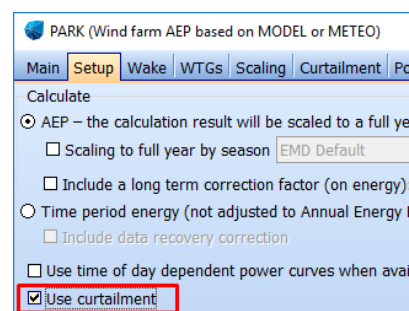 PARK (Wind farm AEP based on MODEL or METEO)
Main Setup Wake WTGs Scaling Curtailment
Calculate
AEP – the calculation result will be scaled to a full
Scaling to full year by season EMD Default
Include a long term correction factor (on energy):
Time period energy (not adjusted to Annual Energy
Include data recovery correction
Use time of day dependent power curves when
Use curtailment